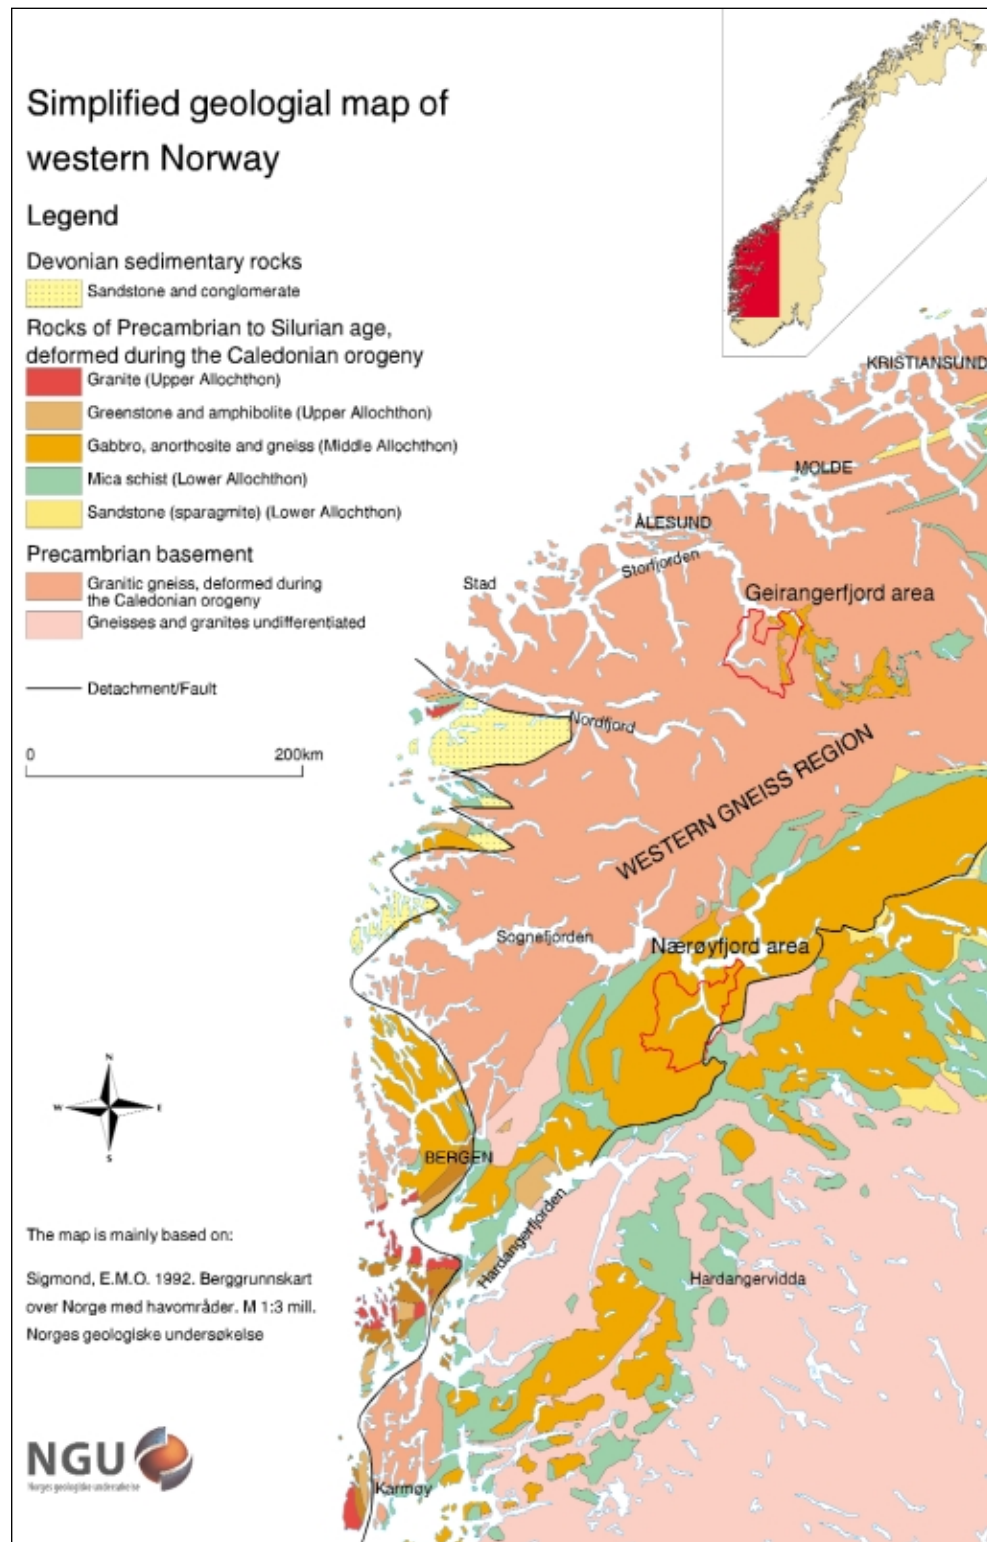 Simplified geologial map of
western Norway
Legend
Devonian sedimentary rocks
Sandstone and conglomerate
Rocks of Precambrian to Silurian age,
deformed during the Caledonian orogeny
Granite (Upper Allochthon)
Greenstone and amphibolite (Upper Allochthon)
Gabbro, anorthosite and gneiss (Middle Allochthon)
Mica schist (Lower Allochthon)
Sandstone (sparagmite) (Lower Allochthon)
Precambrian basement
Granitic gneiss, deformed during
the Caledonian orogeny
Gneisses and granites undifferentiated
Detachment/Fault
0 200km
KRISTIANSUND
MOLDE
ÅLESUND
Storfjorden
Stad
Geirangerfjord area
Nordfjord
WESTERN GNEISS REGION
Sognefjorden
Nærøyfjord area
BERGEN
Hardangerfjorden
Hardangervidda
Karmøy
N
W E
S
The map is mainly based on:
Sigmond, E.M.O. 1992. Berggrunnskart
over Norge med havområder. M 1:3 mill.
Norges geologiske undersøkelse
NGU
Norges geologiske undersøkelse